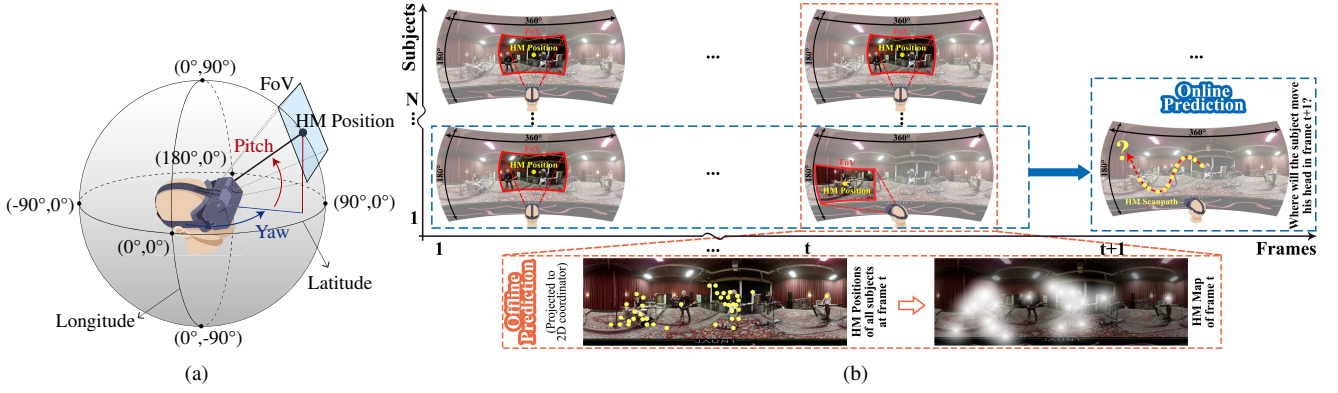 (0°,90°)
FoV
HM Position
(180°,0°)
Pitch
(-90°,0°)
(90°,0°)
(0°,0°)
Yaw
Latitude
Longitude
(0°,-90°)
(a)
Subjects
N
1
360°
180°
FoV
HM Position
...
360°
180°
FoV
HM Position
...
360°
180°
FoV
HM Position
...
360°
180°
FoV
HM Position
Online
Prediction
360°
180°
?
HM Scanpath
Where will the subject move
his head in frame t+1?
1
...
t
t+1
Frames
Online
Prediction
(Projected to
2D coordinator)
JAUNT
HM Positions
of all subjects
at frame t
HM Map
of frame t
(b)